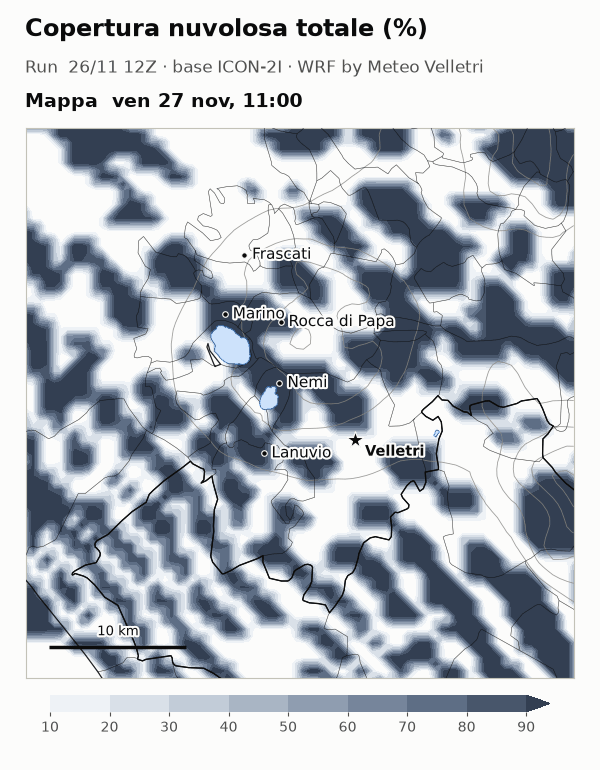 Copertura nuvolosa totale (%)
Run  26/11 12Z · base ICON-2I · WRF by Meteo Velletri
Mappa  ven 27 nov, 11:00
Frascati
Marino
Rocca di Papa
Nemi
Velletri
Lanuvio
10 km
10 20 30 40 50 60 70 80 90